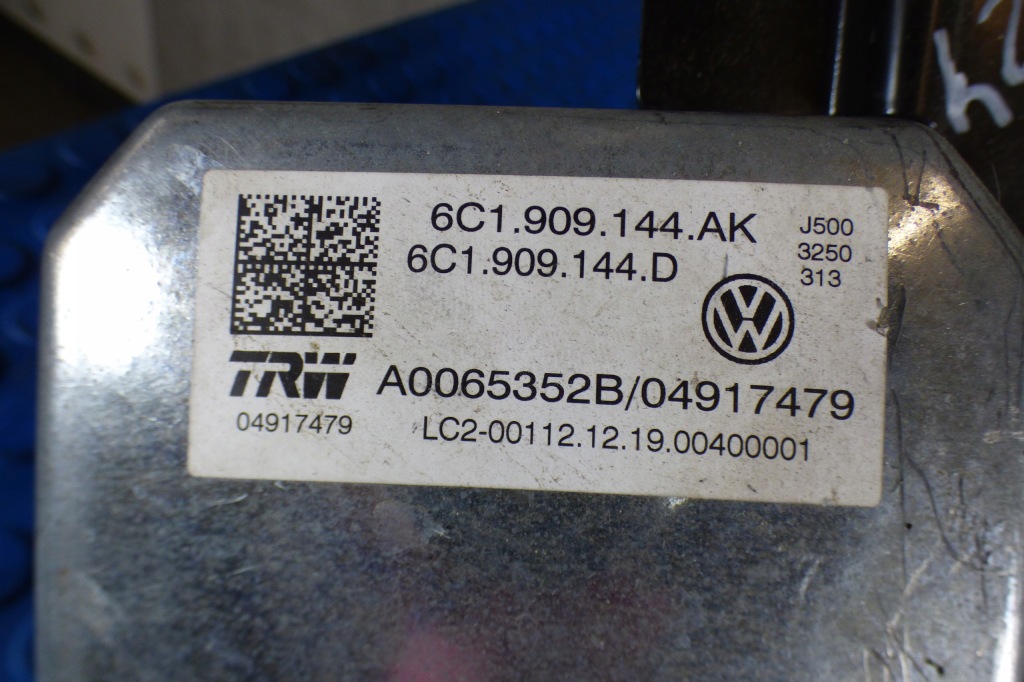 6C1.909.144.AK
6C1.909.144.D
J500
3250
313
TRW
04917479
A0065352B/04917479
LC2-00112.12.19.00400001